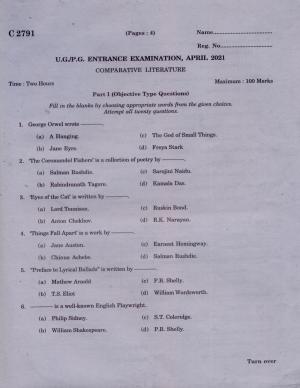 C 2791
(Pages : 4)
Name
Reg. No.
U.G./P.G. ENTRANCE EXAMINATION, APRIL 2021
COMPARATIVE LITERATURE
Time : Two Hours
Maximum : 100 Marks
Part I (Objective Type Questions)
Fill in the blanks by choosing appropriate words from the given choices.
Attempt all twenty questions.
1. George Orwel wrote ———.
(a) A Hanging. (c) The God of Small Things.
(b) Jane Eyre. (d) Freya Stark
2. 'The Coromandel Fishers' is a collection of poetry by ———.
(a) Salman Rushdie. (c) Sarojini Naidu.
(b) Rabindranath Tagore. (d) Kamala Das.
3. 'Eyes of the Cat' is written by ———.
(a) Lord Tennison. (c) Ruskin Bond.
(b) Anton Chekhov. (d) R.K. Narayan.
4. 'Things Fall Apart' is a work by ———.
(a) Jane Austen. (c) Earnest Hemingway.
(b) Chinue Achebe. (d) Salman Rushdie.
5. "Preface to Lyrical Ballads" is written by ———.
(a) Mathew Arnold (c) P.B. Shelly.
(b) T.S. Eliot (d) William Wordsworth.
6. ——— is a well-known English Playwright.
(a) Philip Sidney. (c) S.T. Coleridge.
(b) William Shakespeare. (d) P.B. Shelly.
Turn over